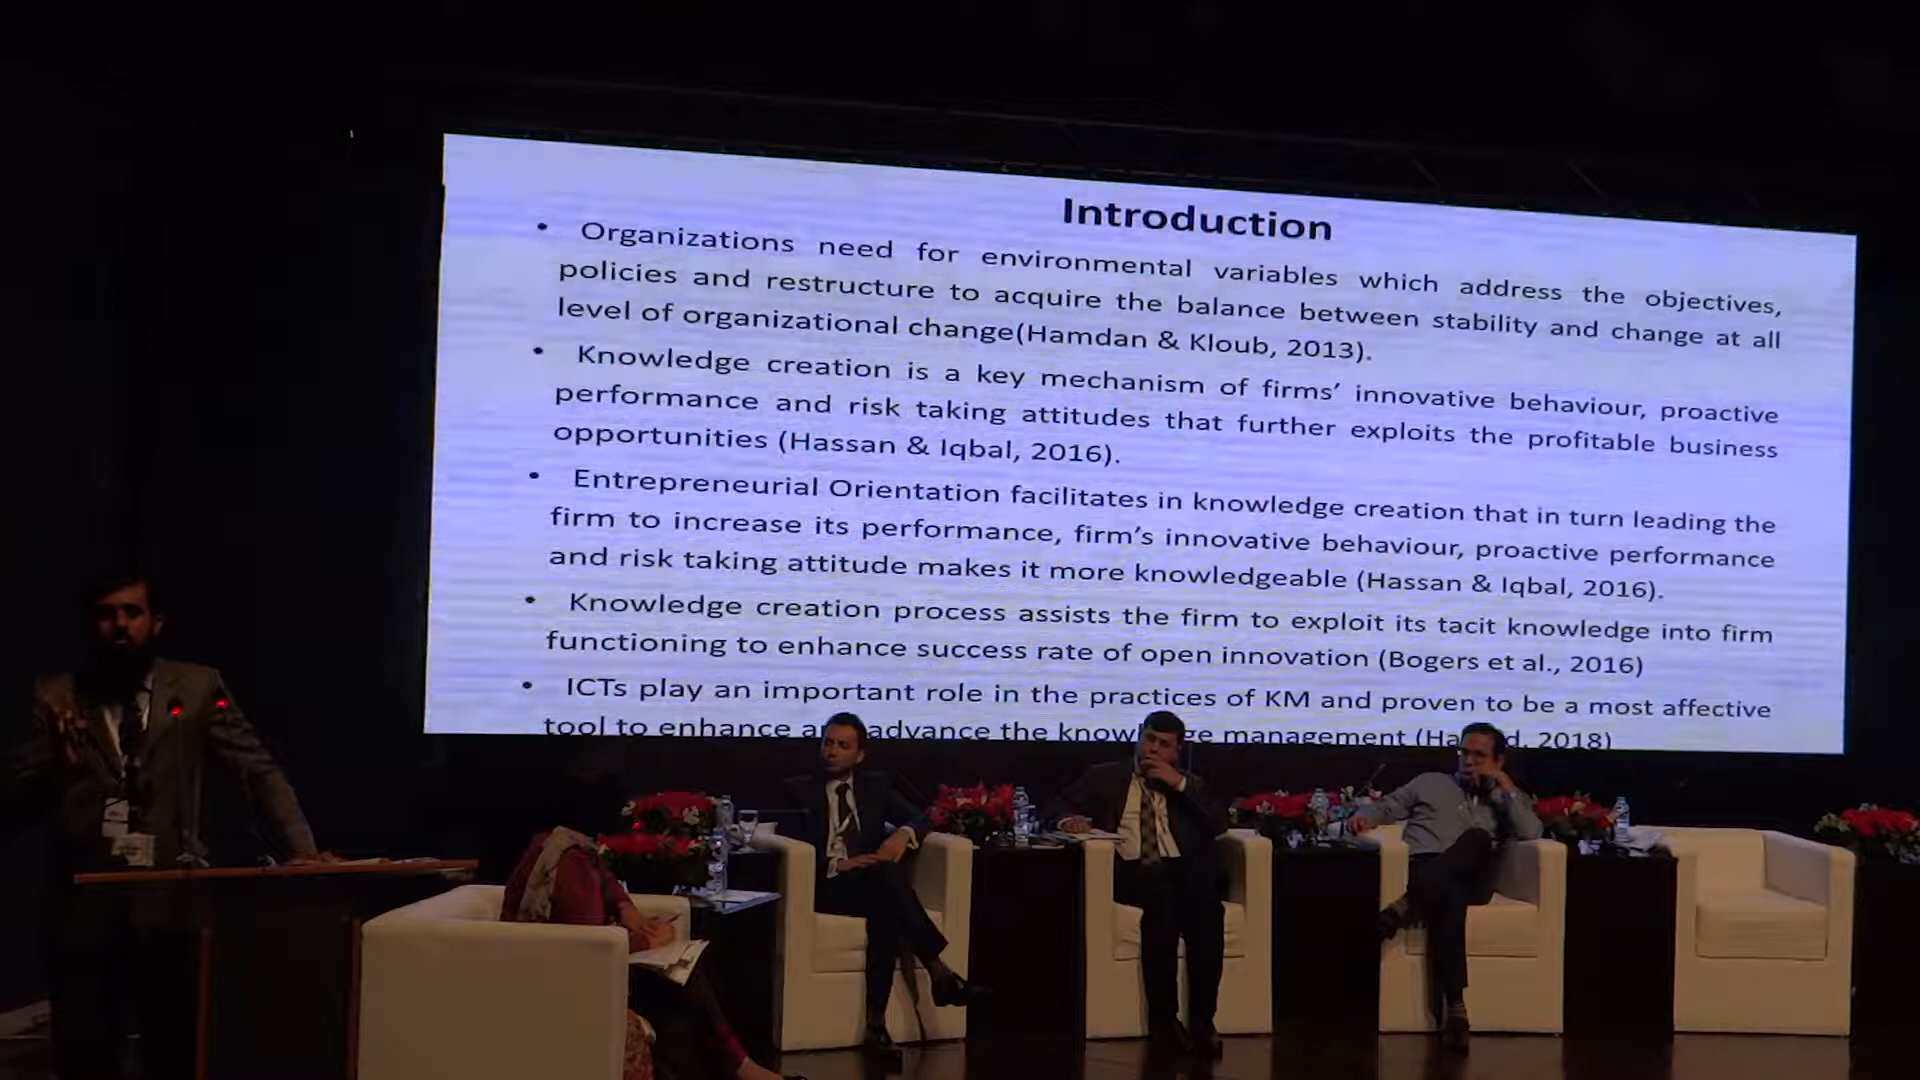 Introduction
• Organizations need for environmental variables which address the objectives,
policies and restructure to acquire the balance between stability and change at all
level of organizational change(Hamdan & Kloub, 2013).
• Knowledge creation is a key mechanism of firms' innovative behaviour, proactive
performance and risk taking attitudes that further exploits the profitable business
opportunities (Hassan & Iqbal, 2016).
• Entrepreneurial Orientation facilitates in knowledge creation that in turn leading the
firm to increase its performance, firm's innovative behaviour, proactive performance
and risk taking attitude makes it more knowledgeable (Hassan & Iqbal, 2016).
• Knowledge creation process assists the firm to exploit its tacit knowledge into firm
functioning to enhance success rate of open innovation (Bogers et al., 2016)
• ICTs play an important role in the practices of KM and proven to be a most affective
tool to enhance advance the management 2018)